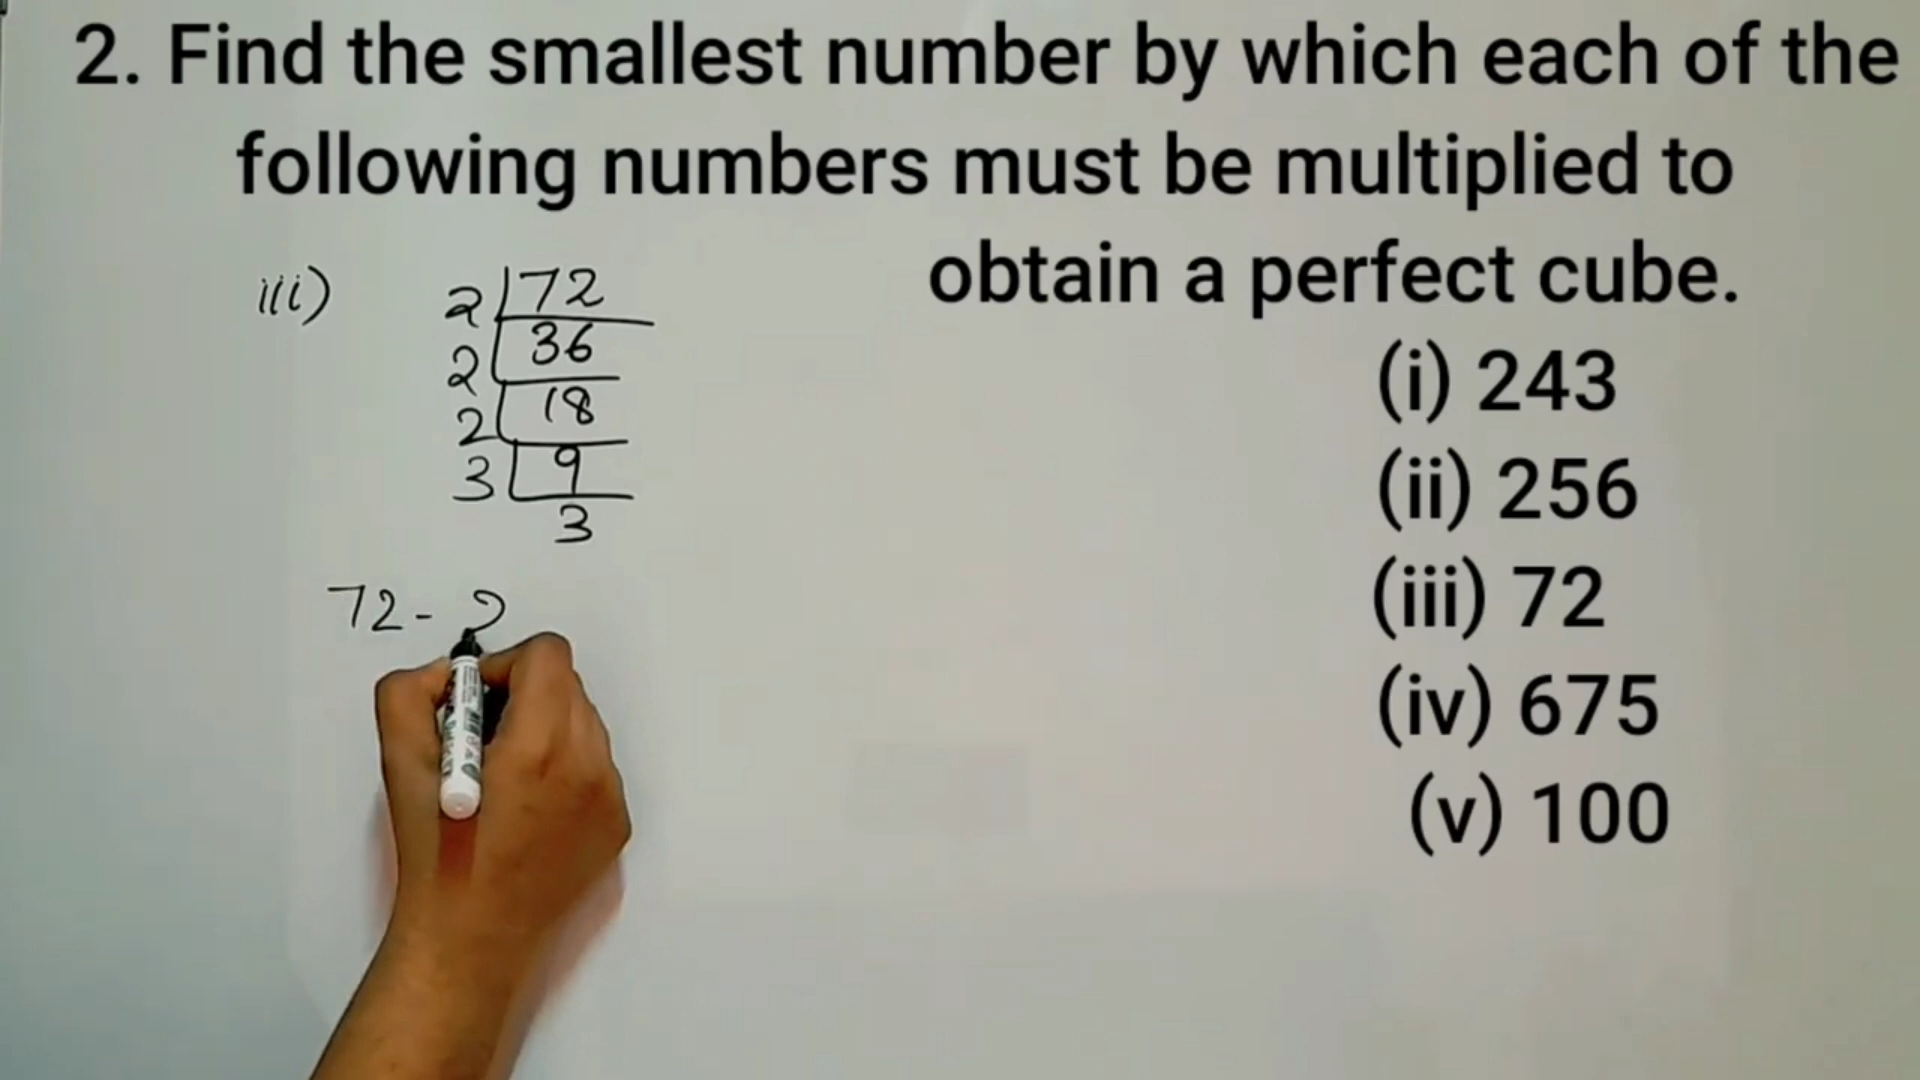 2. Find the smallest number by which each of the
following numbers must be multiplied to
obtain a perfect cube.
(i) 243
(ii) 256
(iii) 72
(iv) 675
(v) 100
iii)
2 72
2 36
2 18
3 9
3
72 - 2